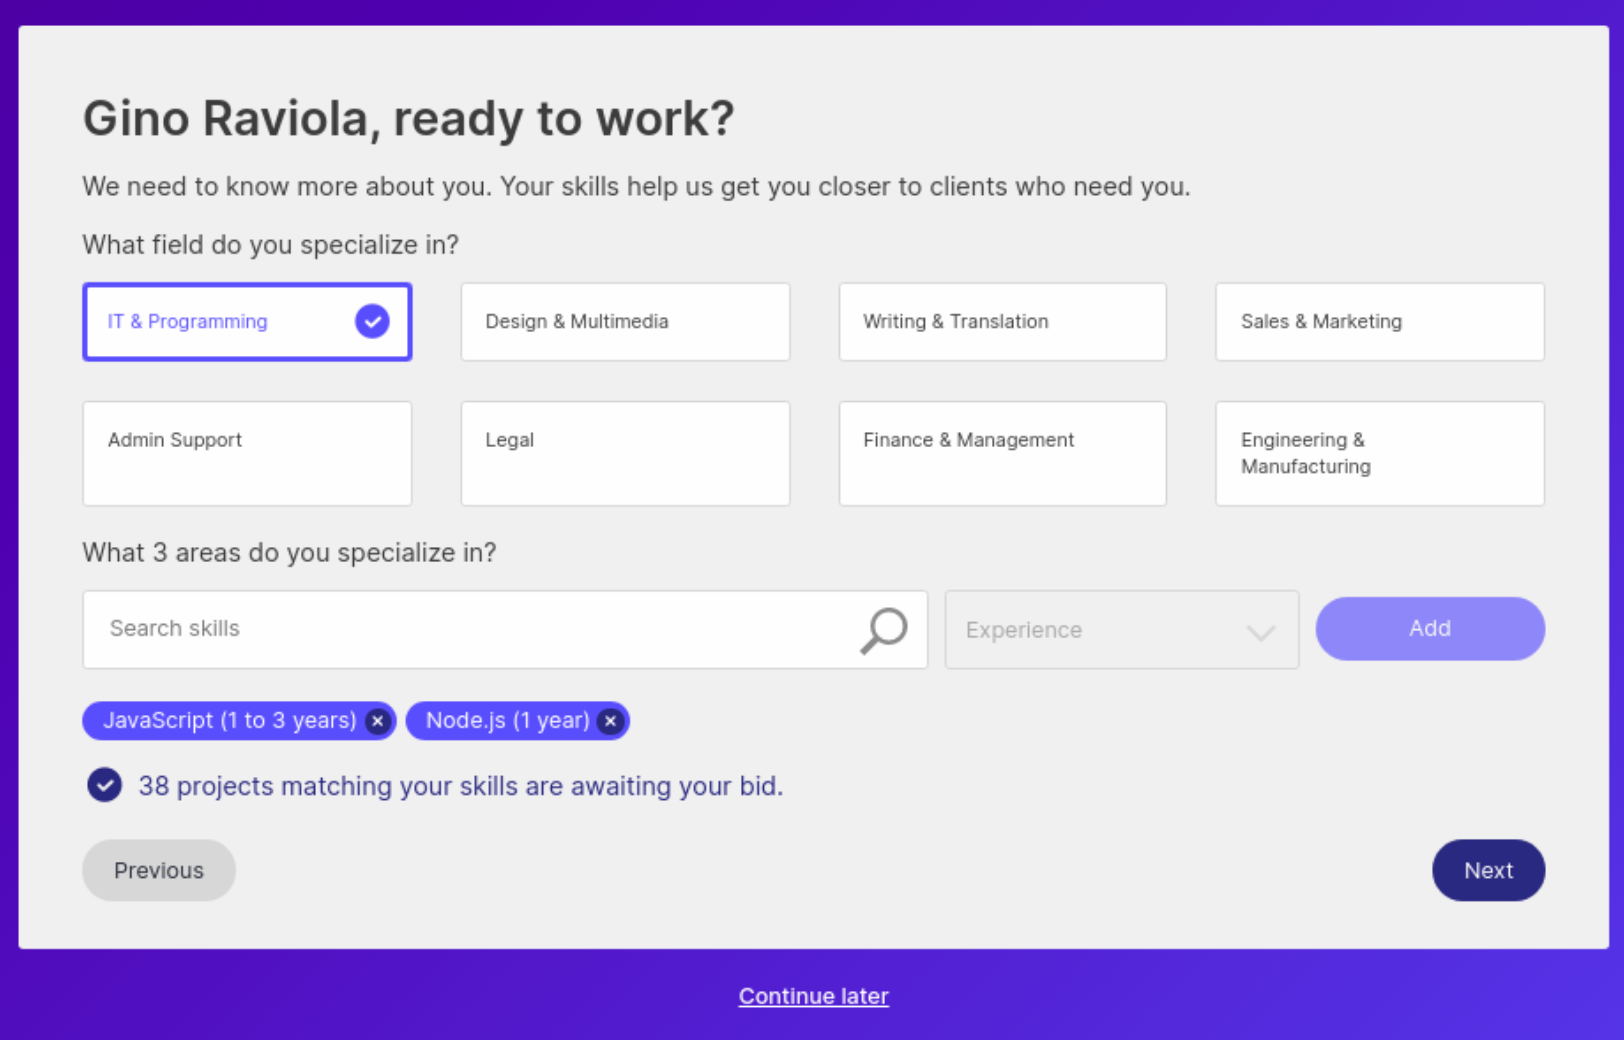 Gino Raviola, ready to work?
We need to know more about you. Your skills help us get you closer to clients who need you.
What field do you specialize in?
IT & Programming
Design & Multimedia
Writing & Translation
Sales & Marketing
Admin Support
Legal
Finance & Management
Engineering &
Manufacturing
What 3 areas do you specialize in?
Search skills
Experience
Add
JavaScript (1 to 3 years)
Node.js (1 year)
38 projects matching your skills are awaiting your bid.
Previous
Next
Continue later